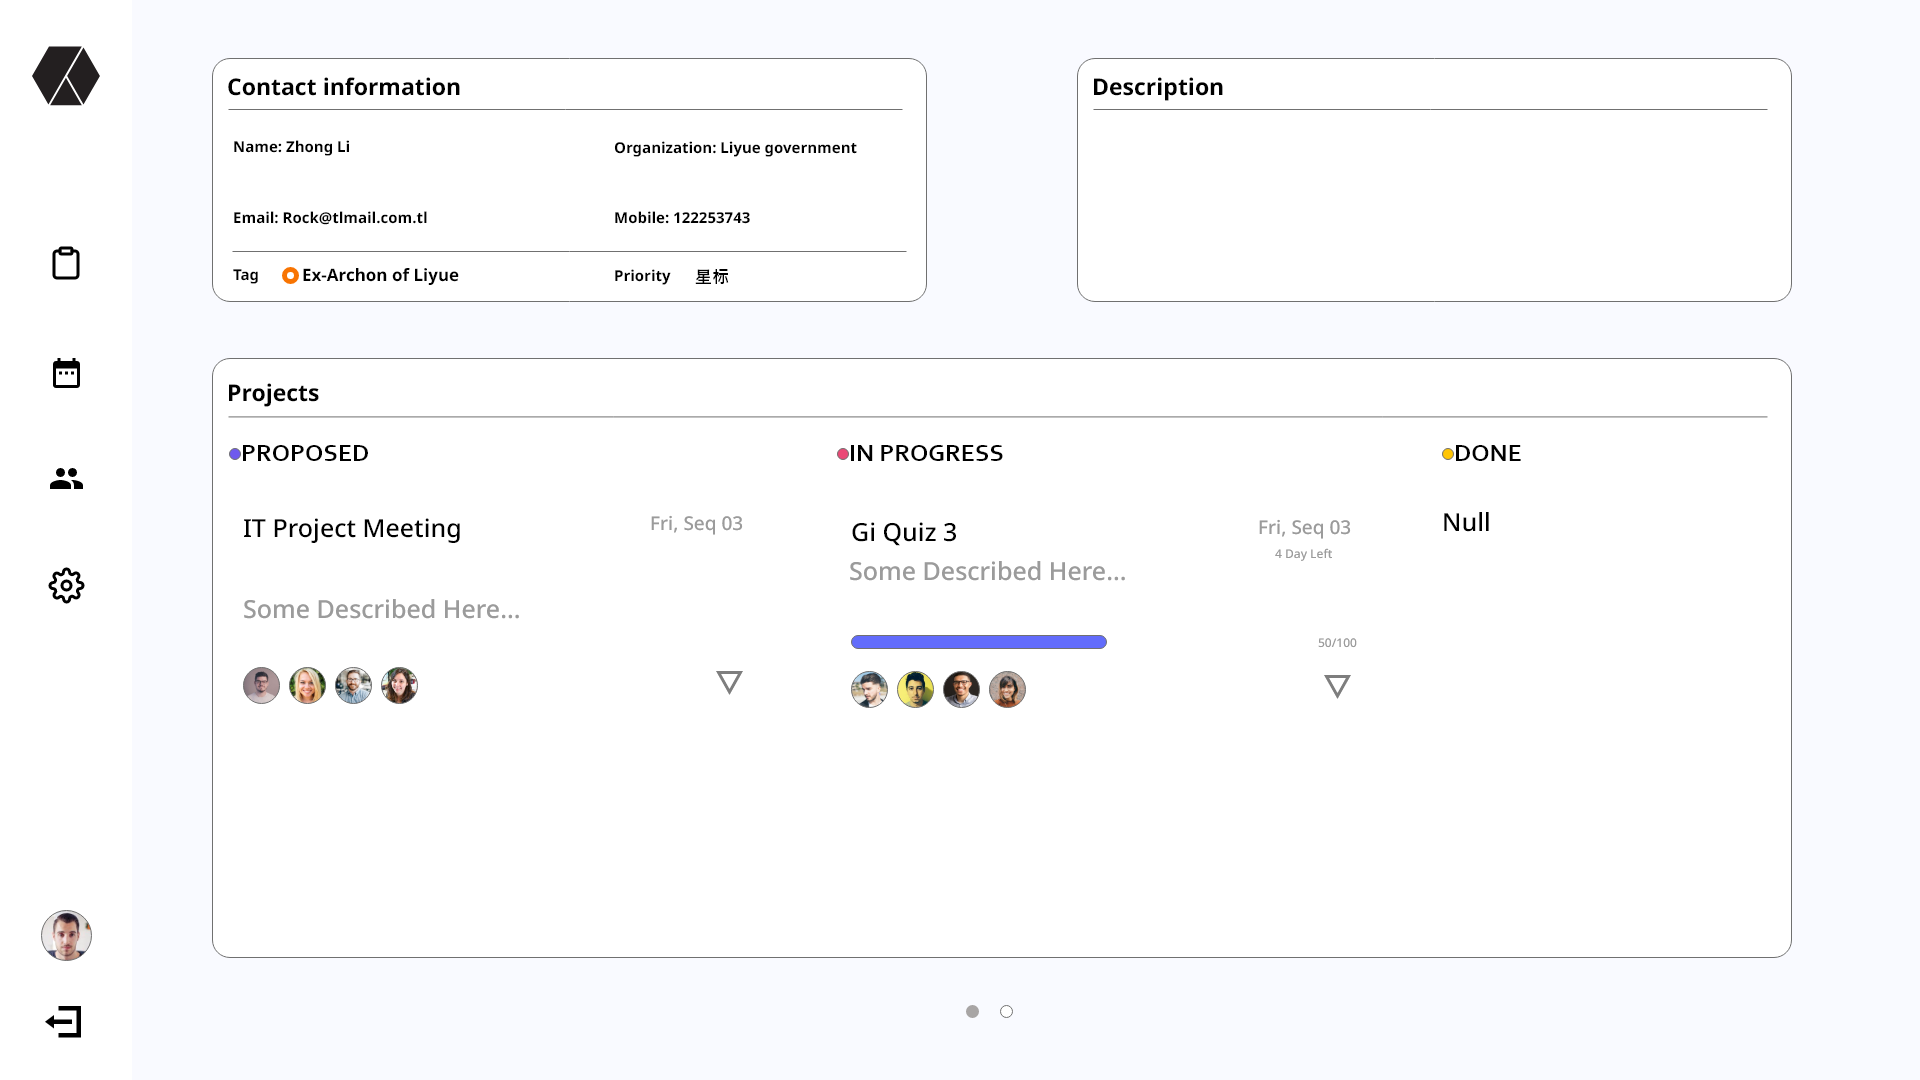 Contact information
Name: Zhong Li
Organization: Liyue government
Email: Rock@tlmail.com.tl
Mobile: 122253743
Tag
Ex-Archon of Liyue
Priority
星标
Description
Projects
PROPOSED
IT Project Meeting
Fri, Seq 03
Some Described Here...
IN PROGRESS
Gi Quiz 3
Fri, Seq 03
4 Day Left
Some Described Here...
50/100
DONE
Null